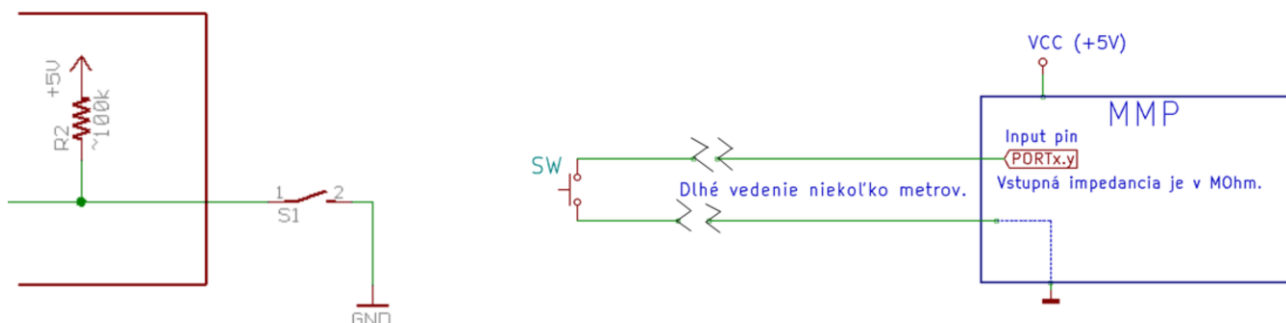 +5V
R2
~100k
1
2
S1
GND
VCC (+5V)
MMP
Input pin
PORTx.y
Vstupná impedancia je v MOhm.
SW
Dlhé vedenie niekoľko metrov.